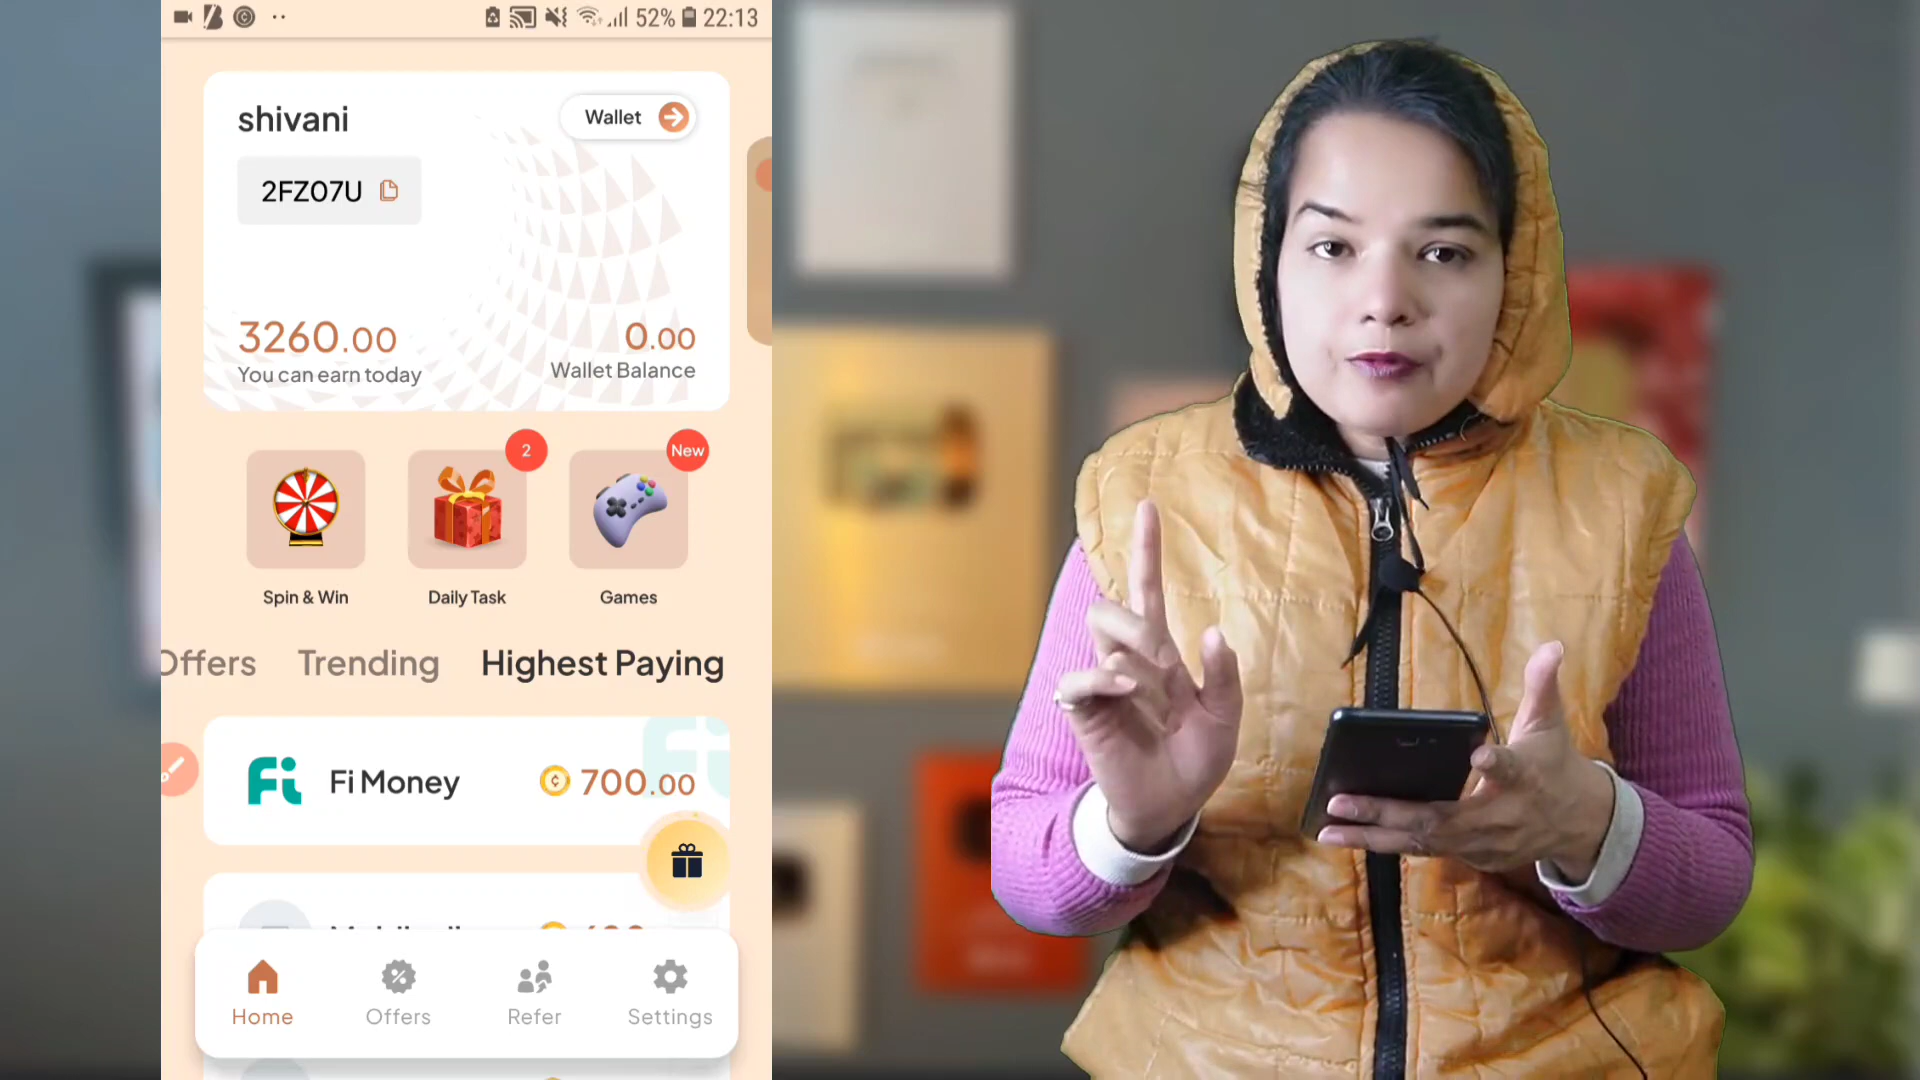 52% 22:13
shivani
Wallet
2FZ07U
3260.00
0.00
You can earn today
Wallet Balance
2
New
Spin & Win
Daily Task
Games
Offers Trending Highest Paying
Fi Money
700.00
Home
Offers
Refer
Settings